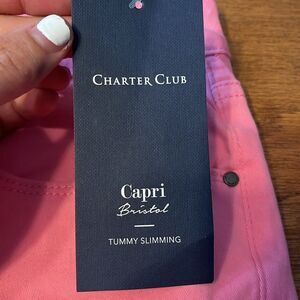 CHARTER CLUB
Capri
Bristol
TUMMY SLIMMING